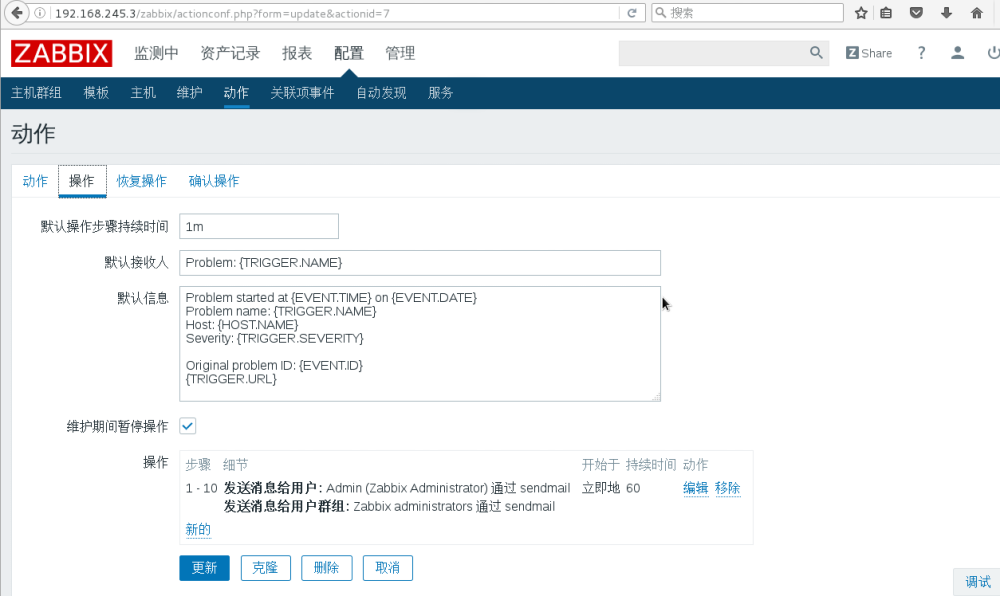 192.168.245.3/zabbix/actionconf.php?form=update&actionid=7
搜索
ZABBIX
监测中 资产记录 报表 配置 管理
Z Share ?
主机群组 模板 主机 维护 动作 关联项事件 自动发现 服务
动作
动作 操作 恢复操作 确认操作
默认操作步骤持续时间 1m
默认接收人 Problem: {TRIGGER.NAME}
默认信息 Problem started at {EVENT.TIME} on {EVENT.DATE}
Problem name: {TRIGGER.NAME}
Host: {HOST.NAME}
Severity: {TRIGGER.SEVERITY}
Original problem ID: {EVENT.ID}
{TRIGGER.URL}
维护期间暂停操作
操作 步骤 细节 开始于 持续时间 动作
1 - 10 发送消息给用户: Admin (Zabbix Administrator) 通过 sendmail 立即地 60 编辑 移除
发送消息给用户群组: Zabbix administrators 通过 sendmail
新的
更新 克隆 删除 取消
调试